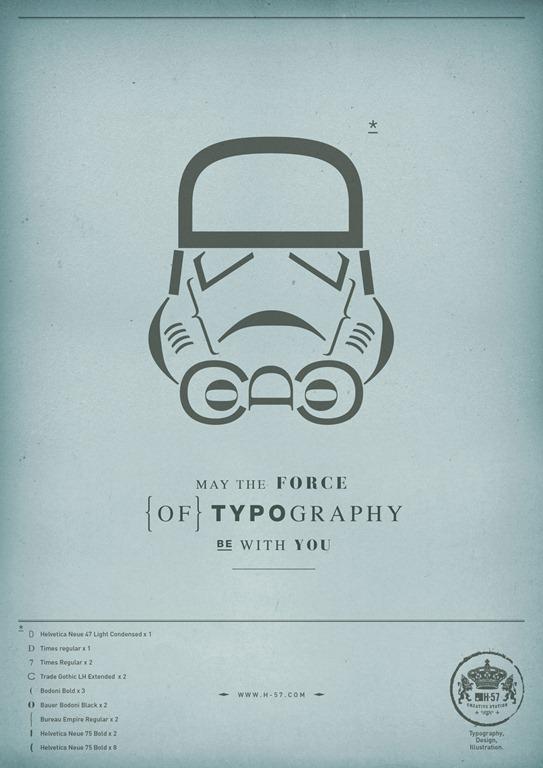 *
MAY THE FORCE
{OF} TYPOGRAPHY
BE WITH YOU
*
D Helvetica Neue 47 Light Condensed x 1
D Times regular x 1
7 Times Regular x 2
C Trade Gothic LH Extended x 2
( Bodoni Bold x 3
O Bauer Bodoni Black x 2
Bureau Empire Regular x 2
Helvetica Neue 75 Bold x 2
( Helvetica Neue 75 Bold x 8
WWW.H-57.COM
H-57
CREATIVE STATION
Typography,
Design,
Illustration.